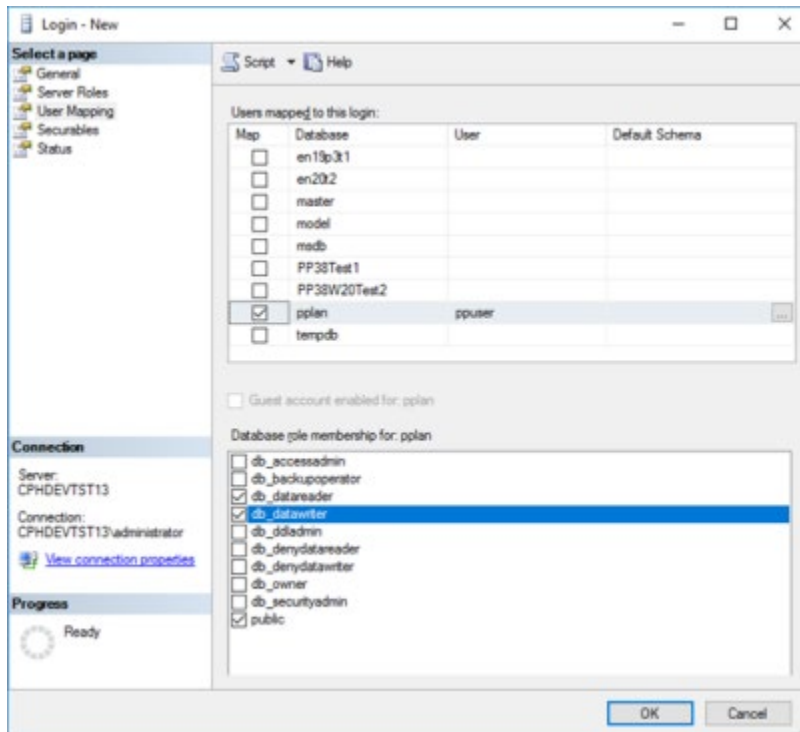 Login - New
Select a page
General
Server Roles
User Mapping
Securables
Status
Script Help
Users mapped to this login:
Map Database User Default Schema
en19p3t1
en20t2
master
model
msdb
PP38Test1
PP38W20Test2
pplan ppuser ...
tempdb
Guest account enabled for: pplan
Database role membership for: pplan
db_accessadmin
db_backupoperator
db_datareader
db_datawriter
db_ddladmin
db_denydatareader
db_denydatawriter
db_owner
db_securityadmin
public
Connection
Server:
CPHDEVTST13
Connection:
CPHDEVTST13\administrator
View connection properties
Progress
Ready
OK Cancel